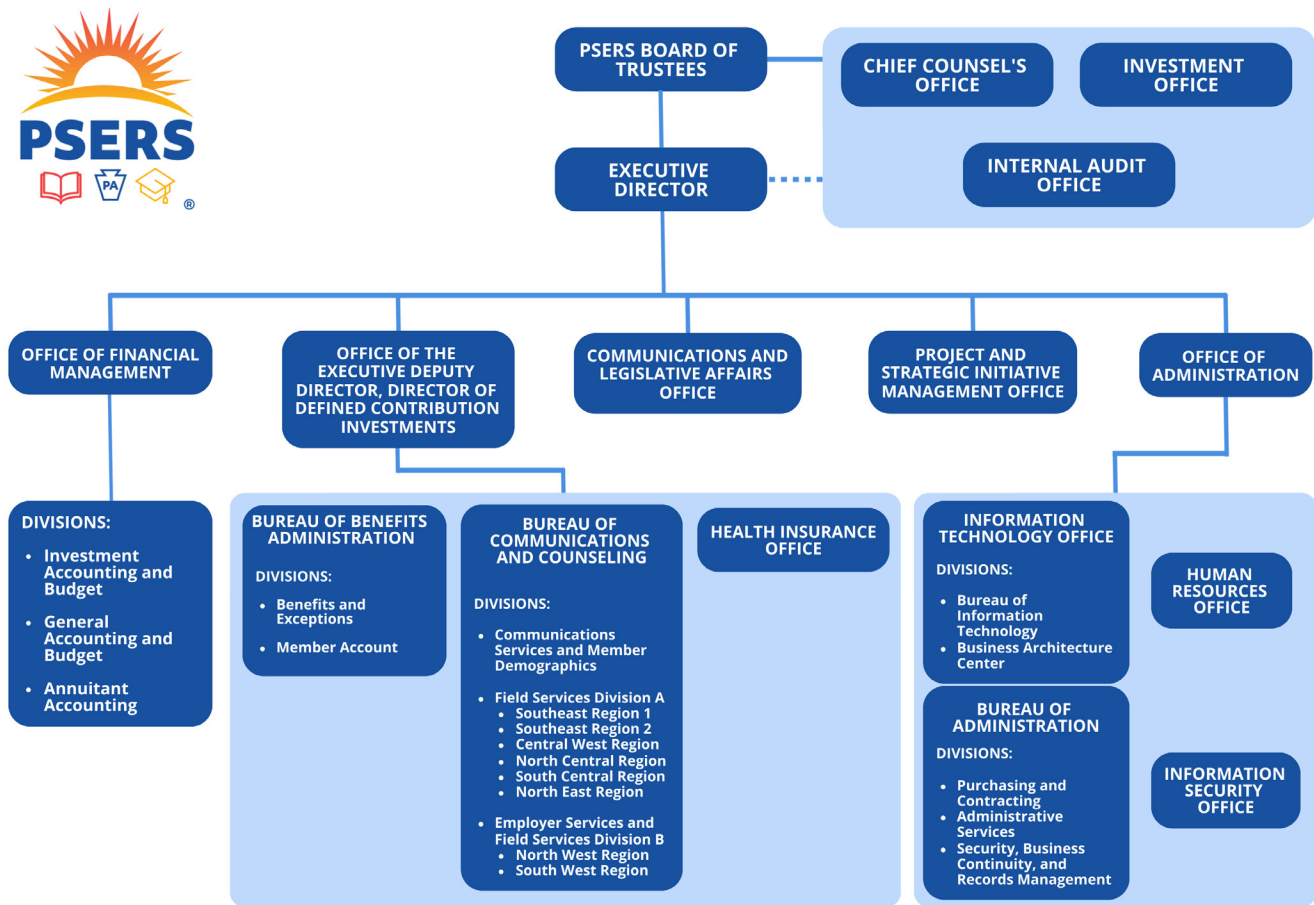 PSERS
PA
®
PSERS BOARD OF
TRUSTEES
CHIEF COUNSEL'S
OFFICE
INVESTMENT
OFFICE
INTERNAL AUDIT
OFFICE
EXECUTIVE
DIRECTOR
OFFICE OF FINANCIAL
MANAGEMENT
OFFICE OF THE
EXECUTIVE DEPUTY
DIRECTOR, DIRECTOR OF
DEFINED CONTRIBUTION
INVESTMENTS
COMMUNICATIONS AND
LEGISLATIVE AFFAIRS
OFFICE
PROJECT AND
STRATEGIC INITIATIVE
MANAGEMENT OFFICE
OFFICE OF
ADMINISTRATION
DIVISIONS:
• Investment
Accounting and
Budget
• General
Accounting and
Budget
• Annuitant
Accounting
BUREAU OF BENEFITS
ADMINISTRATION
DIVISIONS:
• Benefits and
Exceptions
• Member Account
BUREAU OF
COMMUNICATIONS
AND COUNSELING
DIVISIONS:
• Communications
Services and Member
Demographics
• Field Services Division A
• Southeast Region 1
• Southeast Region 2
• Central West Region
• North Central Region
• South Central Region
• North East Region
• Employer Services and
Field Services Division B
• North West Region
• South West Region
HEALTH INSURANCE
OFFICE
INFORMATION
TECHNOLOGY OFFICE
DIVISIONS:
• Bureau of
Information
Technology
• Business Architecture
Center
HUMAN
RESOURCES
OFFICE
BUREAU OF
ADMINISTRATION
DIVISIONS:
• Purchasing and
Contracting
• Administrative
Services
• Security, Business
Continuity, and
Records Management
INFORMATION
SECURITY
OFFICE